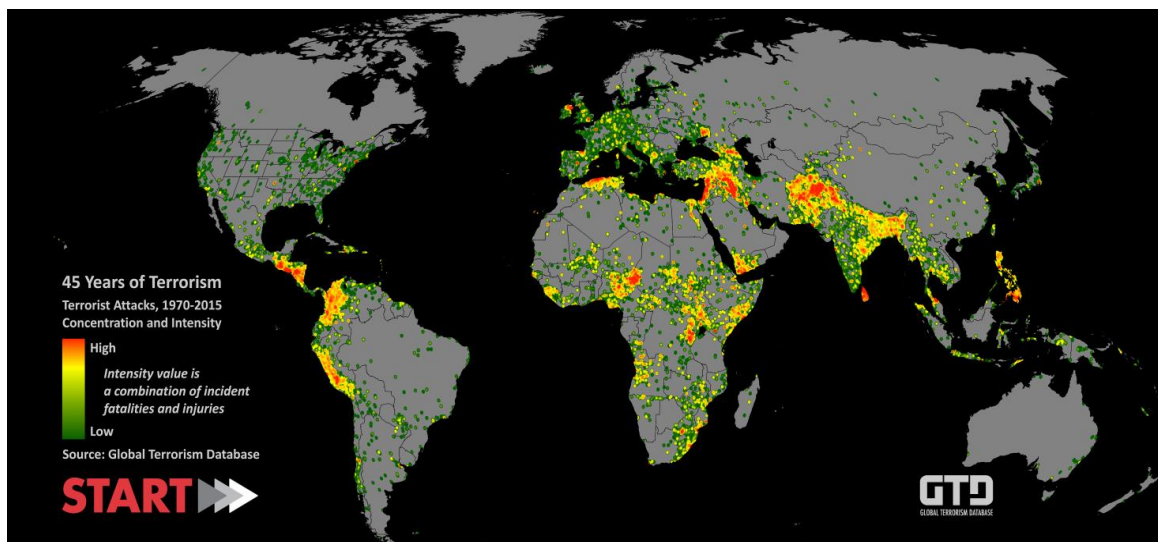 45 Years of Terrorism
Terrorist Attacks, 1970-2015
Concentration and Intensity
High
Intensity value is
a combination of incident
fatalities and injuries
Low
Source: Global Terrorism Database
START
GTD
GLOBAL TERRORISM DATABASE